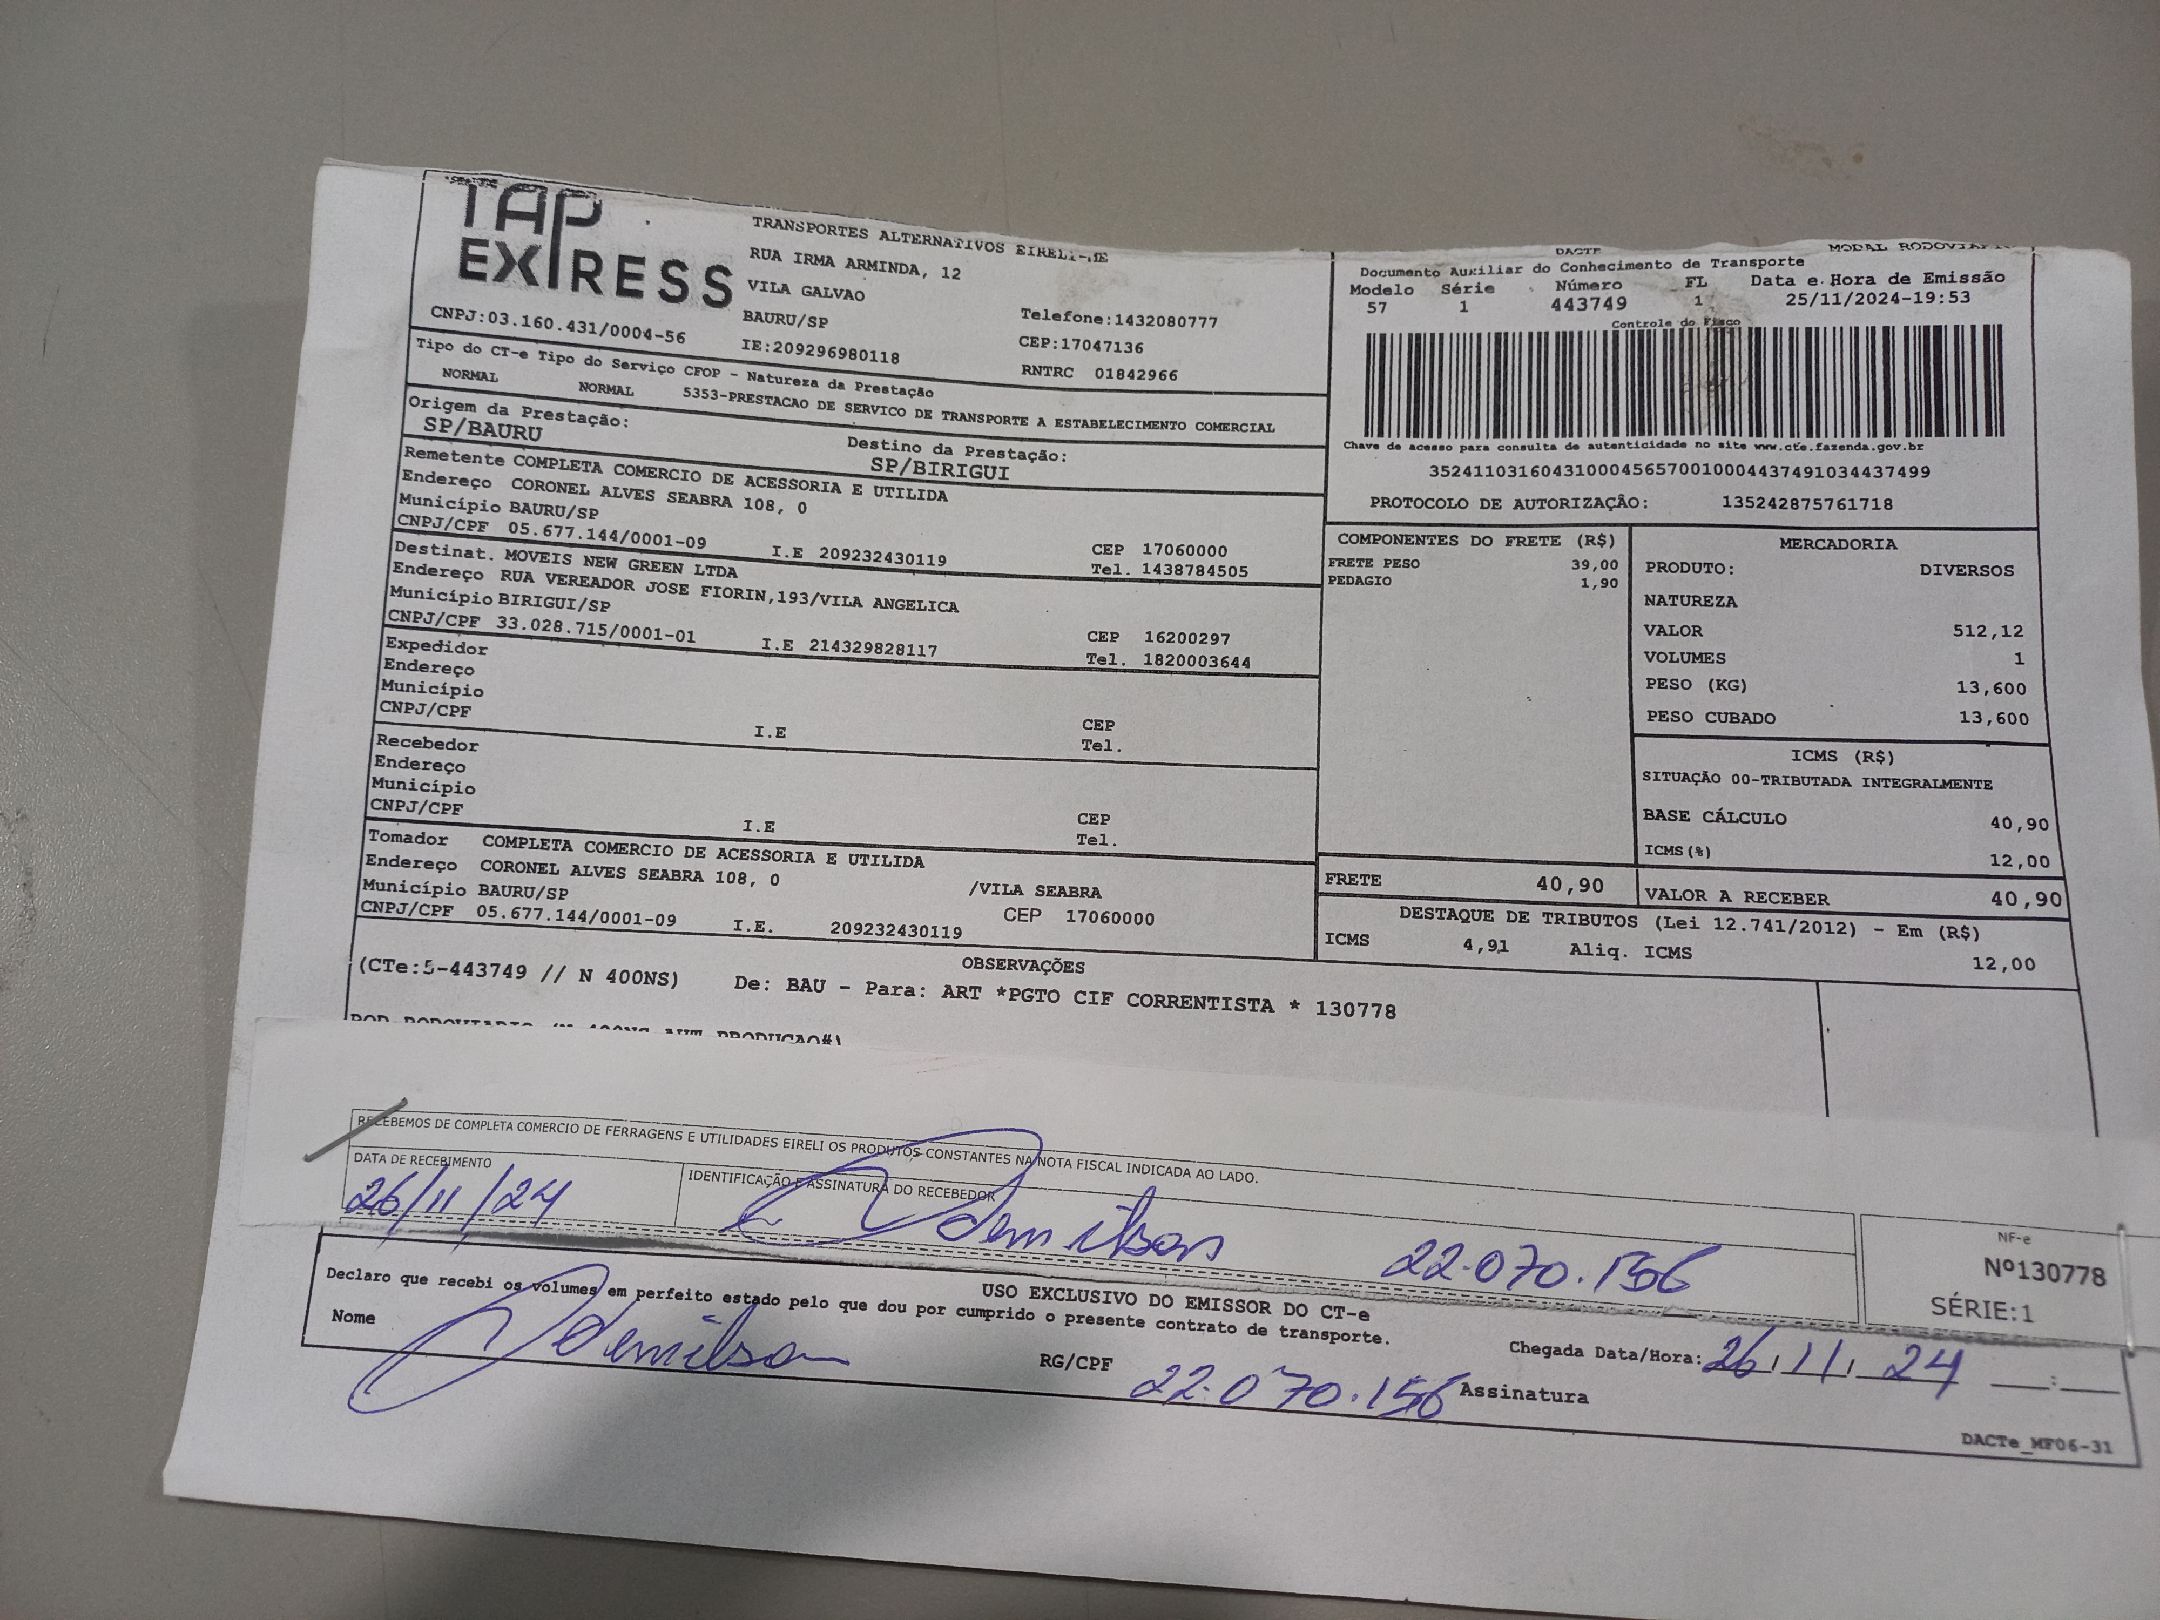 TAP
EXPRESS
TRANSPORTES ALTERNATIVOS EIRELI-ME
RUA IRMA ARMINDA, 12
VILA GALVAO
BAURU/SP Telefone:1432080777
CNPJ:03.160.431/0004-56 IE:209296980118 CEP:17047136
RNTRC 01842966
Tipo do CT-e Tipo do Serviço CFOP - Natureza da Prestação
NORMAL NORMAL 5353-PRESTACAO DE SERVICO DE TRANSPORTE A ESTABELECIMENTO COMERCIAL
Origem da Prestação: Destino da Prestação:
SP/BAURU SP/BIRIGUI
Remetente COMPLETA COMERCIO DE ACESSORIA E UTILIDA
Endereço CORONEL ALVES SEABRA 108, 0
Município BAURU/SP CEP 17060000
CNPJ/CPF 05.677.144/0001-09 I.E 209232430119 Tel. 1438784505
Destinat. MOVEIS NEW GREEN LTDA
Endereço RUA VEREADOR JOSE FIORIN,193/VILA ANGELICA
Município BIRIGUI/SP CEP 16200297
CNPJ/CPF 33.028.715/0001-01 I.E 214329828117 Tel. 1820003644
Expedidor
Endereço
Município CEP
CNPJ/CPF I.E Tel.
Recebedor
Endereço
Município CEP
CNPJ/CPF I.E Tel.
Tomador COMPLETA COMERCIO DE ACESSORIA E UTILIDA
Endereço CORONEL ALVES SEABRA 108, 0 /VILA SEABRA
Município BAURU/SP CEP 17060000
CNPJ/CPF 05.677.144/0001-09 I.E. 209232430119
DACTE MODAL RODOVIARIO
Documento Auxiliar do Conhecimento de Transporte
Modelo Série Número FL Data e Hora de Emissão
57 1 443749 1 25/11/2024-19:53
Controle do Fisco
Chave de acesso para consulta de autenticidade no site www.cte.fazenda.gov.br
35241103160431000456570010004437491034437499
PROTOCOLO DE AUTORIZAÇÃO: 135242875761718
COMPONENTES DO FRETE (R$)
FRETE PESO 39,00
PEDAGIO 1,90
MERCADORIA
PRODUTO: DIVERSOS
NATUREZA
VALOR 512,12
VOLUMES 1
PESO (KG) 13,600
PESO CUBADO 13,600
ICMS (R$)
SITUAÇÃO 00-TRIBUTADA INTEGRALMENTE
BASE CÁLCULO 40,90
ICMS(%) 12,00
FRETE 40,90 VALOR A RECEBER 40,90
DESTAQUE DE TRIBUTOS (Lei 12.741/2012) - Em (R$)
ICMS 4,91 Aliq. ICMS 12,00
OBSERVAÇÕES
(CTe:5-443749 // N 400NS) De: BAU - Para: ART *PGTO CIF CORRENTISTA * 130778
RECEBEMOS DE COMPLETA COMERCIO DE FERRAGENS E UTILIDADES EIRELI OS PRODUTOS CONSTANTES NA NOTA FISCAL INDICADA AO LADO.
DATA DE RECEBIMENTO IDENTIFICAÇÃO E ASSINATURA DO RECEBEDOR
26/11/24 Edemilson 22.070.156
NF-e
Nº130778
SÉRIE:1
USO EXCLUSIVO DO EMISSOR DO CT-e
Declaro que recebi os volumes em perfeito estado pelo que dou por cumprido o presente contrato de transporte.
Nome Edemilson RG/CPF 22.070.156 Assinatura
Chegada Data/Hora: 26/11/24 __:__
DACTe_MF06-31